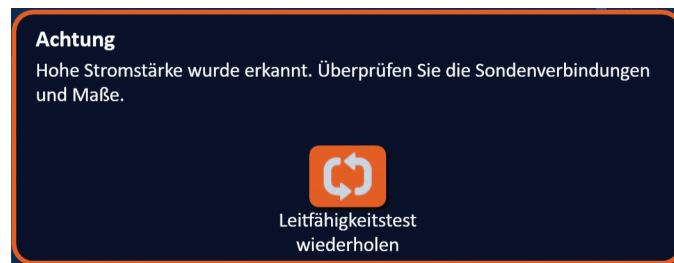 Achtung
Hohe Stromstärke wurde erkannt. Überprüfen Sie die Sondenverbindungen
und Maße.
Leitfähigkeitstest
wiederholen